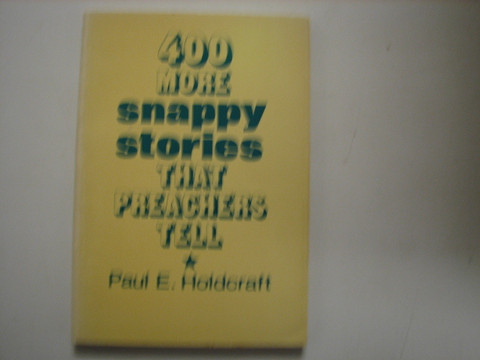 400
MORE
snappy
stories
THAT
PREACHERS
TELL
Paul E. Holdcraft